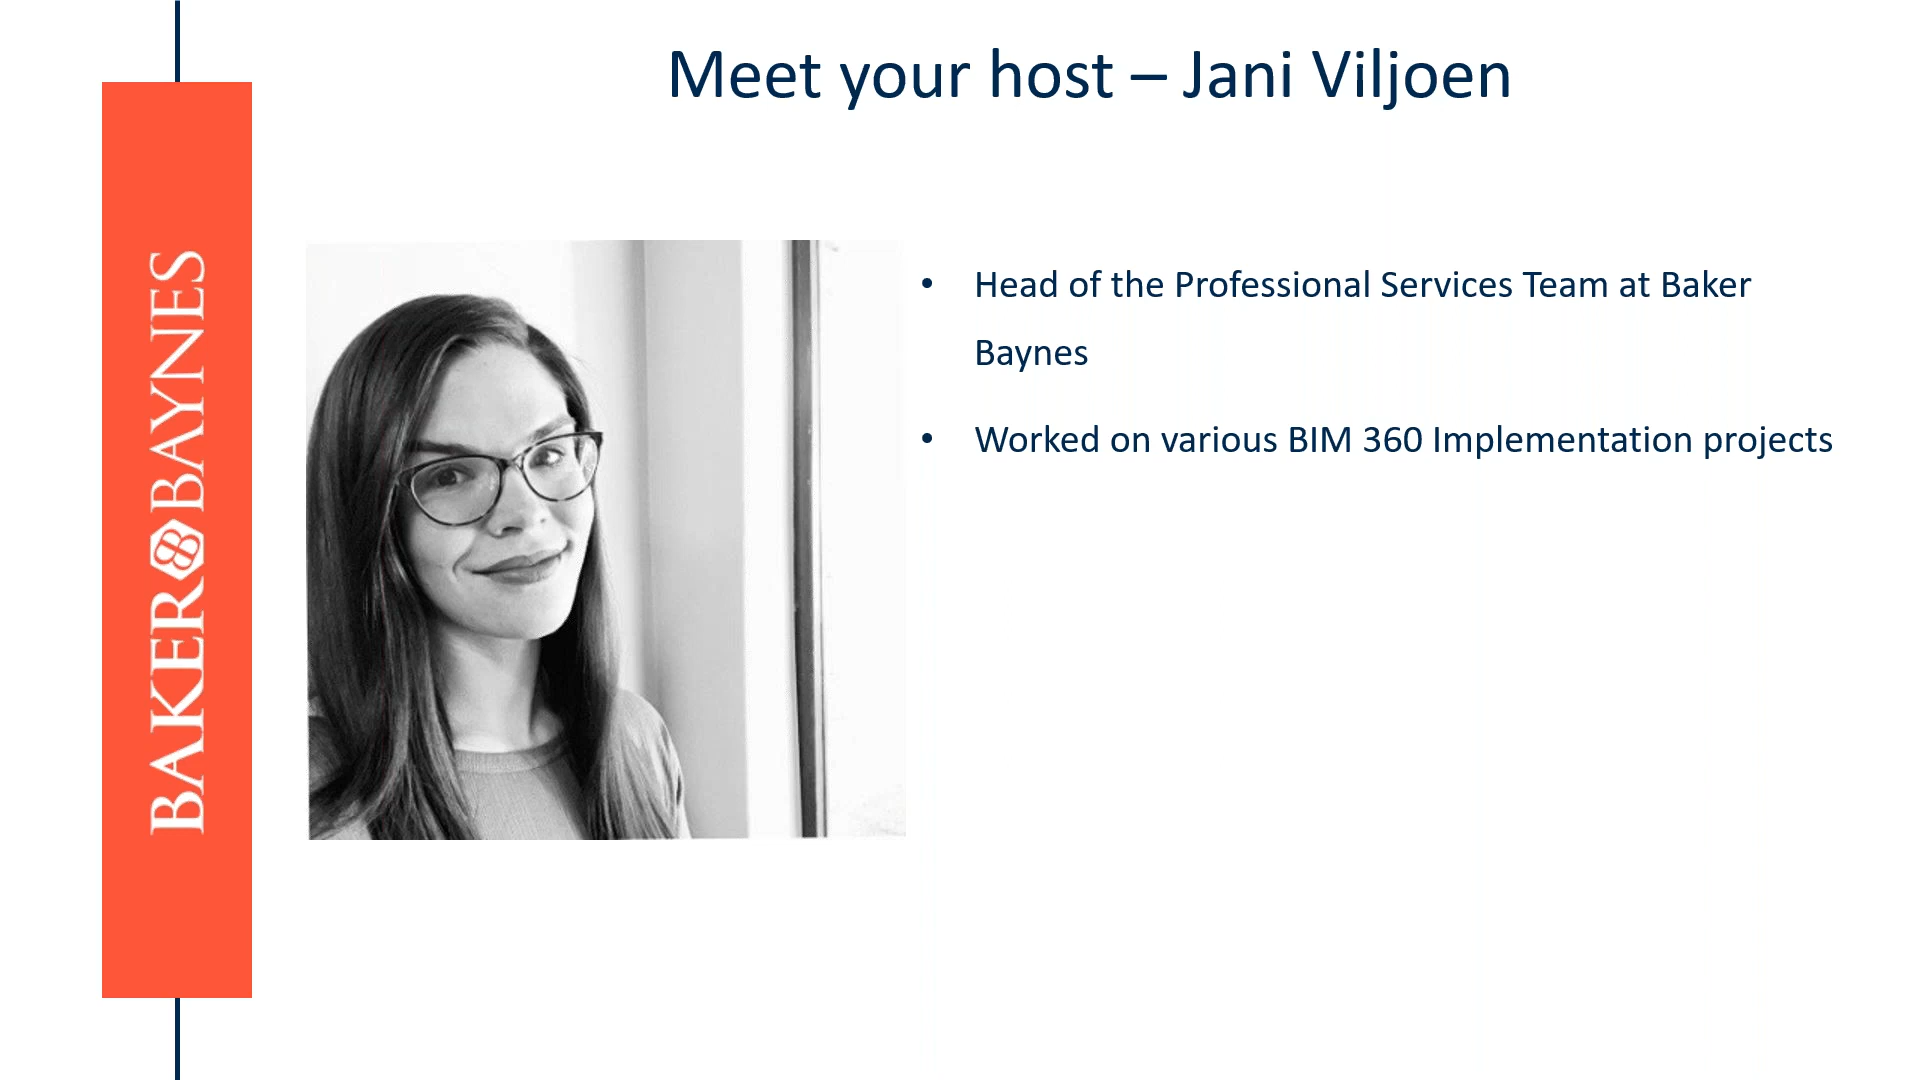 Meet your host – Jani Viljoen
BAKER BAYNES
• Head of the Professional Services Team at Baker
Baynes
• Worked on various BIM 360 Implementation projects